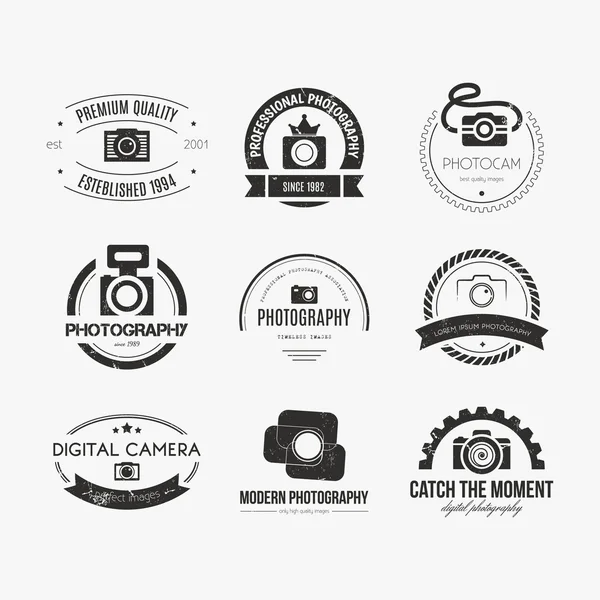 PREMIUM QUALITY
est 2001
ESTEBLISHED 1994
PROFESSIONAL PHOTOGRAPHY
SINCE 1982
PHOTOCAM
best quality images
PHOTOGRAPHY
since 1989
PROFESSIONAL PHOTOGRAPHY ASSOCIATION
PHOTOGRAPHY
TIMELESS IMAGES
LOREM IPSUM PHOTOGRAPHY
DIGITAL CAMERA
perfect images
MODERN PHOTOGRAPHY
only high quality images
CATCH THE MOMENT
digital photography